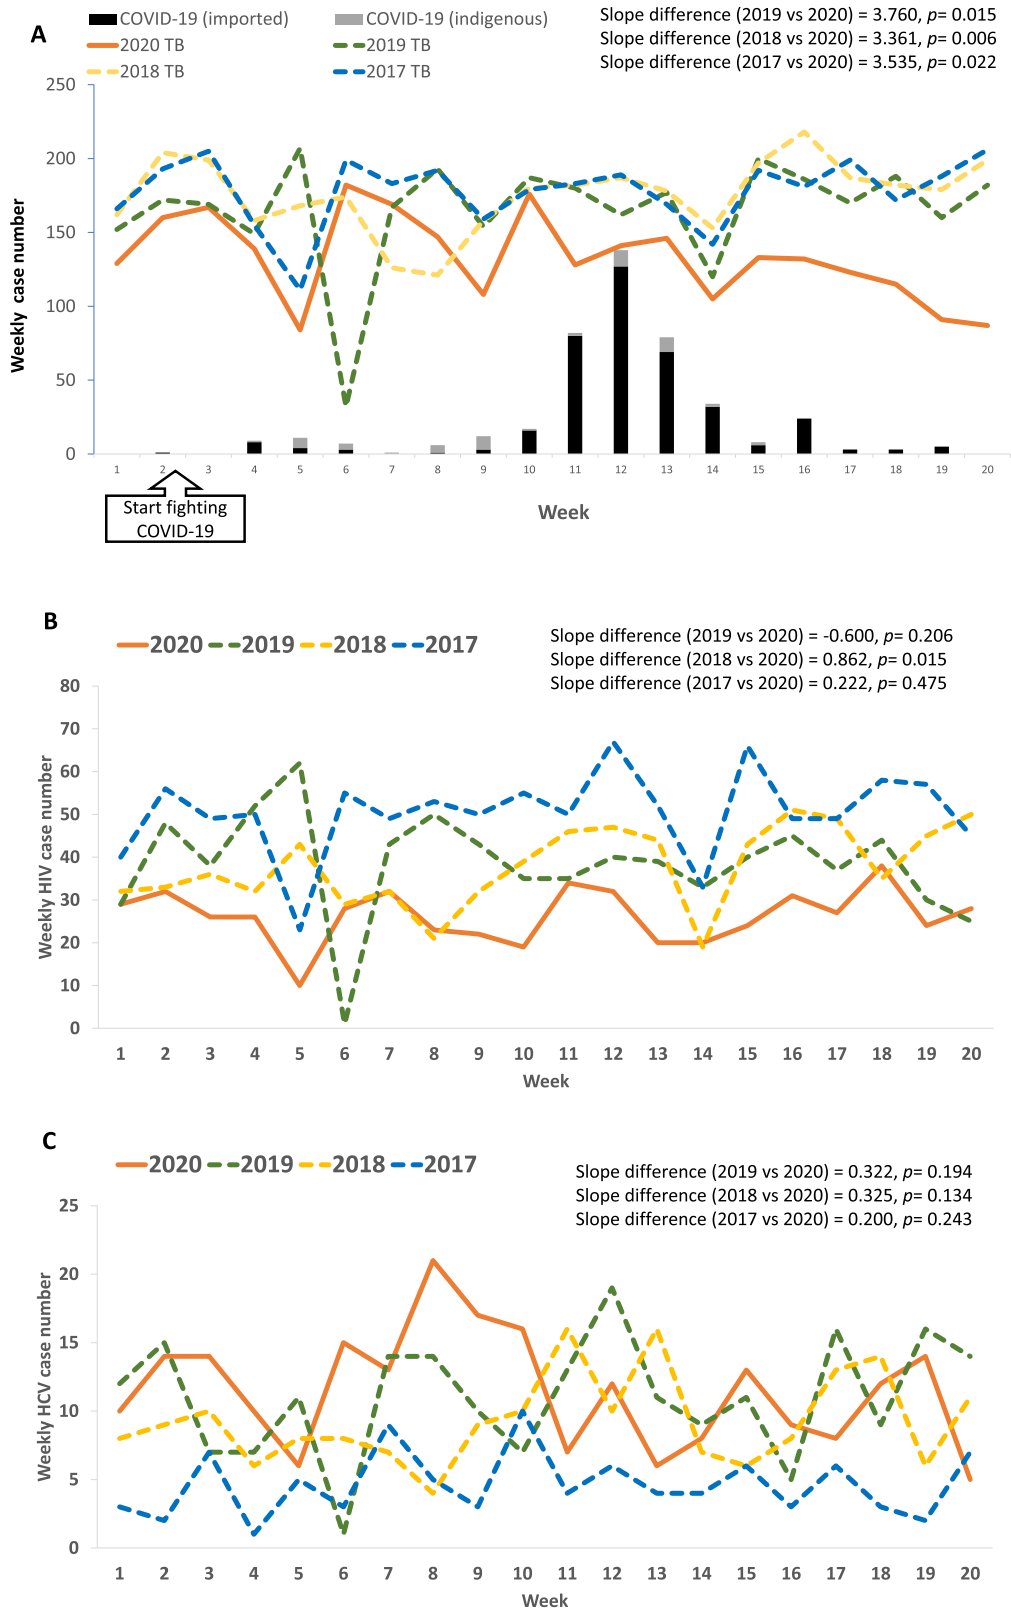 A
COVID-19 (imported)
COVID-19 (indigenous)
2020 TB
2019 TB
2018 TB
2017 TB
Slope difference (2019 vs 2020) = 3.760, p= 0.015
Slope difference (2018 vs 2020) = 3.361, p= 0.006
Slope difference (2017 vs 2020) = 3.535, p= 0.022
Weekly case number
250
200
150
100
50
0
1 2 3 4 5 6 7 8 9 10 11 12 13 14 15 16 17 18 19 20
Start fighting
COVID-19
Week
B
2020 2019 2018 2017
Slope difference (2019 vs 2020) = -0.600, p= 0.206
Slope difference (2018 vs 2020) = 0.862, p= 0.015
Slope difference (2017 vs 2020) = 0.222, p= 0.475
Weekly HIV case number
80
70
60
50
40
30
20
10
0
1 2 3 4 5 6 7 8 9 10 11 12 13 14 15 16 17 18 19 20
Week
C
2020 2019 2018 2017
Slope difference (2019 vs 2020) = 0.322, p= 0.194
Slope difference (2018 vs 2020) = 0.325, p= 0.134
Slope difference (2017 vs 2020) = 0.200, p= 0.243
Weekly HCV case number
25
20
15
10
5
0
1 2 3 4 5 6 7 8 9 10 11 12 13 14 15 16 17 18 19 20
Week